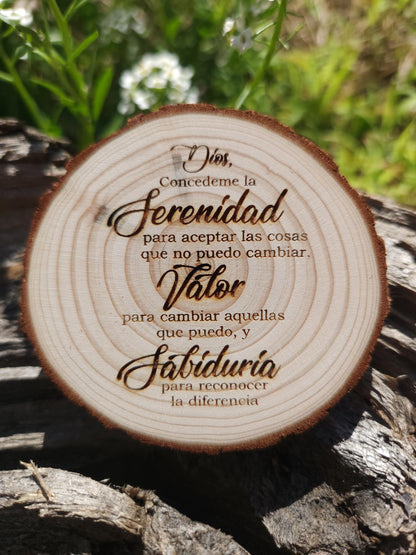 Dios,
Concedeme la
Serenidad
para aceptar las cosas
que no puedo cambiar.
Valor
para cambiar aquellas
que puedo, y
Sabiduría
para reconocer
la diferencia